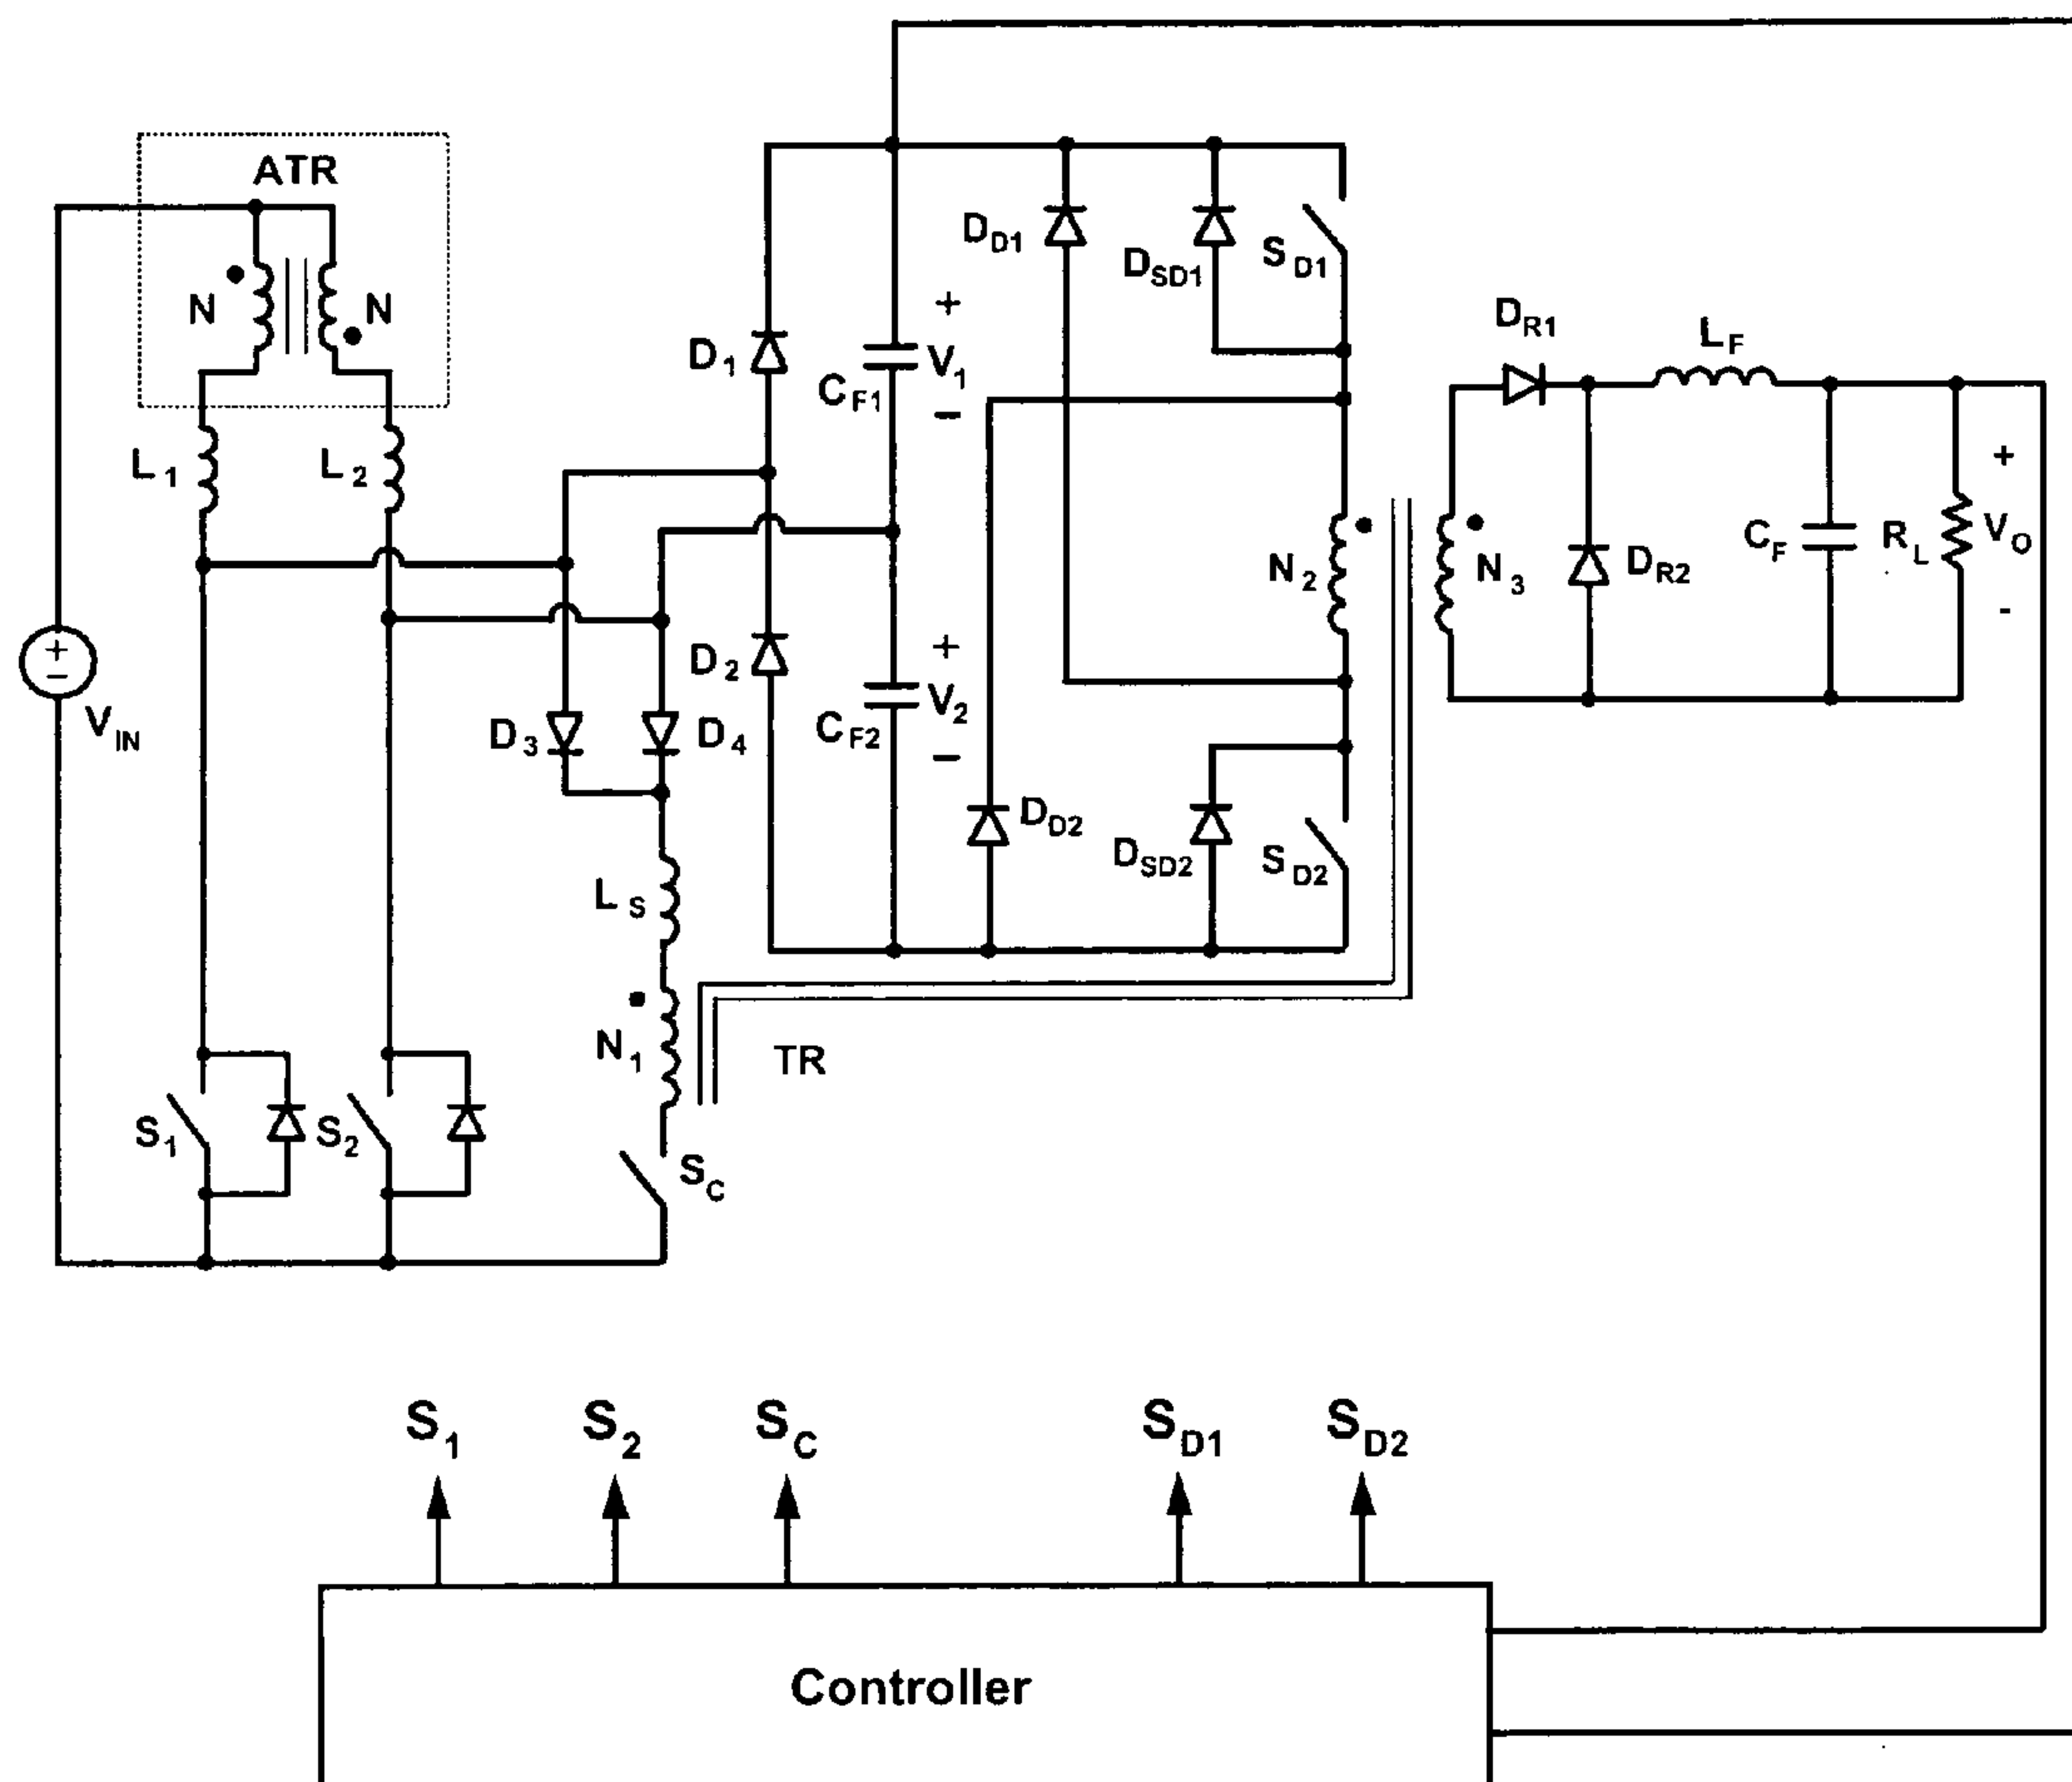 ATR
N
N
L1
L2
VIN
+
−
D1
D2
D3
D4
CF1
+
V1
−
CF2
+
V2
−
DD1
DSD1
SD1
DD2
DSD2
SD2
N2
N3
DR1
LF
DR2
CF
RL
+
VO
-
LS
N1
TR
S1
S2
SC
S1
S2
SC
SD1
SD2
Controller